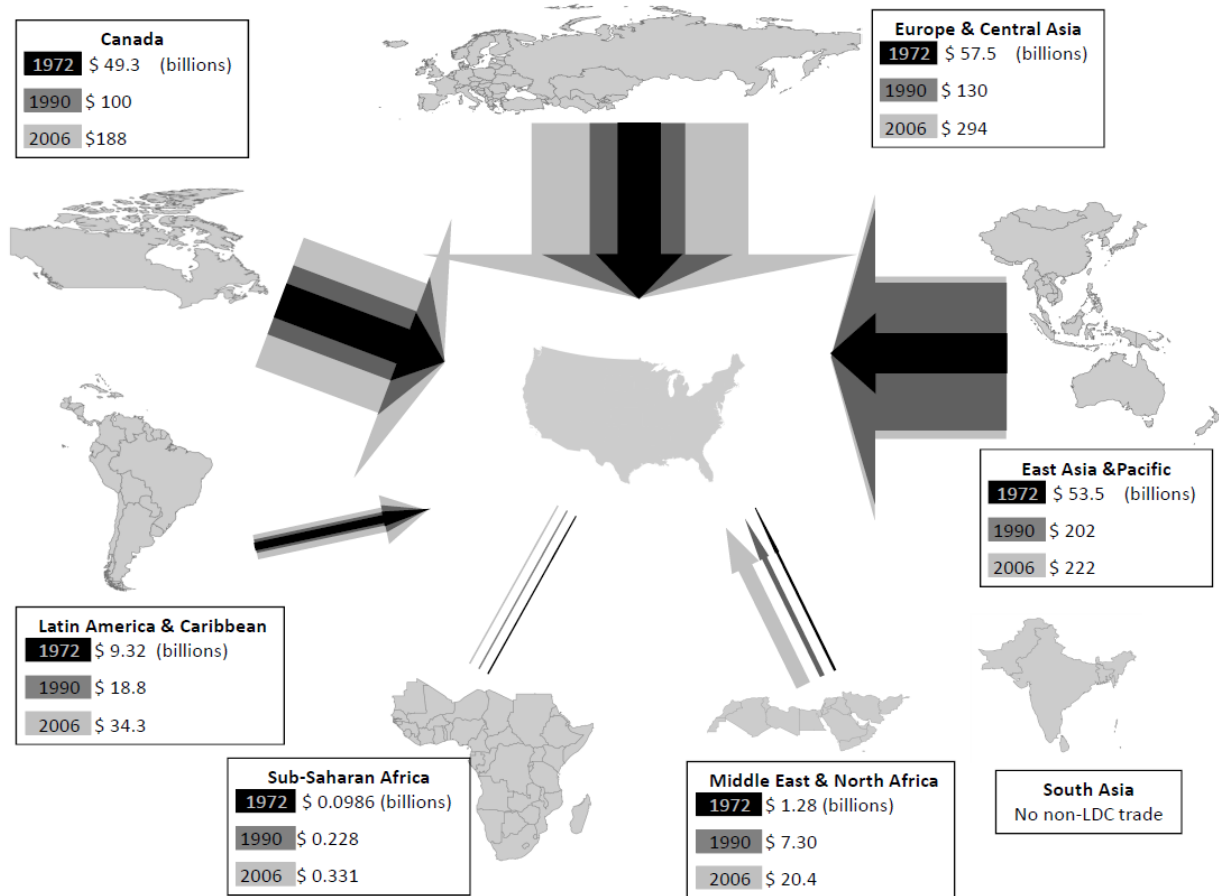 Canada
1972 $ 49.3 (billions)
1990 $ 100
2006 $188
Europe & Central Asia
1972 $ 57.5 (billions)
1990 $ 130
2006 $ 294
East Asia &Pacific
1972 $ 53.5 (billions)
1990 $ 202
2006 $ 222
Latin America & Caribbean
1972 $ 9.32 (billions)
1990 $ 18.8
2006 $ 34.3
Sub-Saharan Africa
1972 $ 0.0986 (billions)
1990 $ 0.228
2006 $ 0.331
Middle East & North Africa
1972 $ 1.28 (billions)
1990 $ 7.30
2006 $ 20.4
South Asia
No non-LDC trade